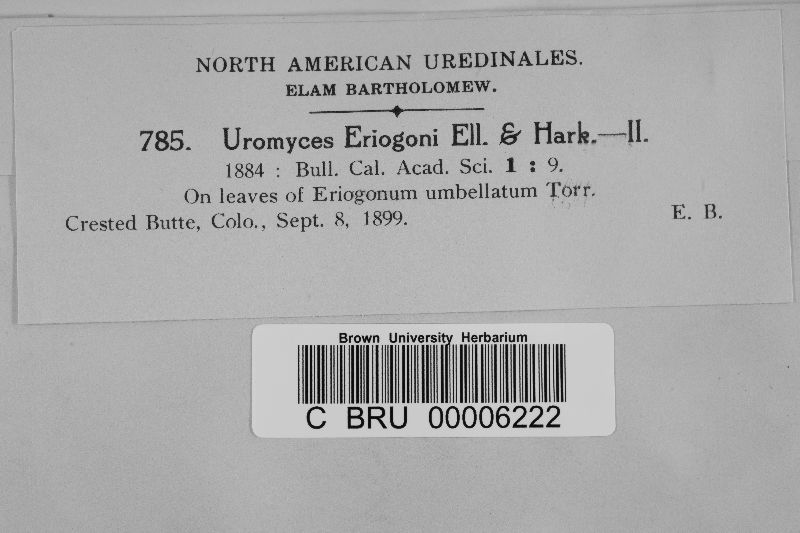 NORTH AMERICAN UREDINALES.
ELAM BARTHOLOMEW.
785. Uromyces Eriogoni Ell. & Hark.—II.
1884 : Bull. Cal. Acad. Sci. 1 : 9.
On leaves of Eriogonum umbellatum Torr.
Crested Butte, Colo., Sept. 8, 1899. E. B.
Brown University Herbarium
C BRU 00006222